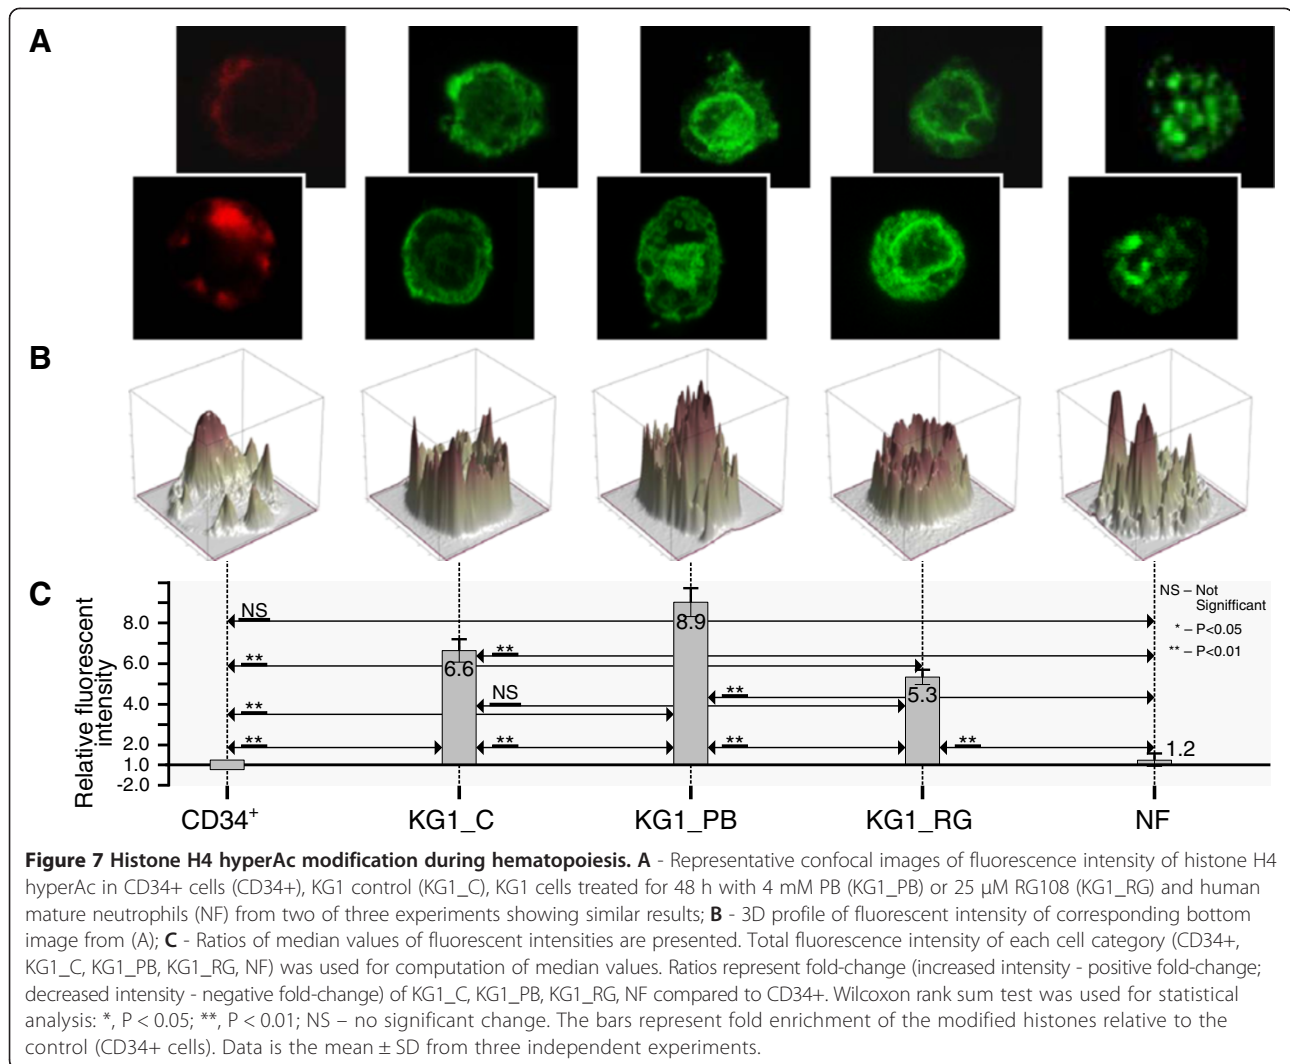 A
B
C
Relative fluorescent
intensity
8.0
6.0
4.0
2.0
1.0
-2.0
NS
**
**
**
6.6
**
NS
**
8.9
**
**
5.3
**
1.2
NS – Not
Signifficant
* – P<0.05
** – P<0.01
CD34+
KG1_C
KG1_PB
KG1_RG
NF
Figure 7 Histone H4 hyperAc modification during hematopoiesis. A - Representative confocal images of fluorescence intensity of histone H4
hyperAc in CD34+ cells (CD34+), KG1 control (KG1_C), KG1 cells treated for 48 h with 4 mM PB (KG1_PB) or 25 μM RG108 (KG1_RG) and human
mature neutrophils (NF) from two of three experiments showing similar results; B - 3D profile of fluorescent intensity of corresponding bottom
image from (A); C - Ratios of median values of fluorescent intensities are presented. Total fluorescence intensity of each cell category (CD34+,
KG1_C, KG1_PB, KG1_RG, NF) was used for computation of median values. Ratios represent fold-change (increased intensity - positive fold-change;
decreased intensity - negative fold-change) of KG1_C, KG1_PB, KG1_RG, NF compared to CD34+. Wilcoxon rank sum test was used for statistical
analysis: *, P < 0.05; **, P < 0.01; NS – no significant change. The bars represent fold enrichment of the modified histones relative to the
control (CD34+ cells). Data is the mean ± SD from three independent experiments.